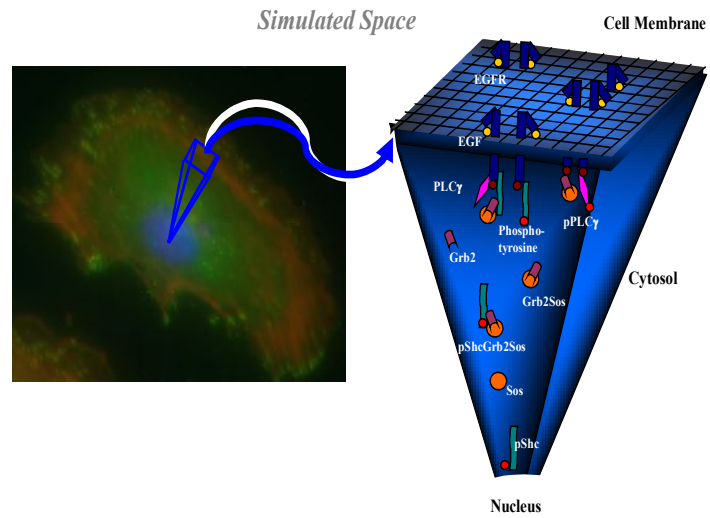 Simulated Space
Cell Membrane
EGFR
EGF
PLCγ
Phospho-
tyrosine
pPLCγ
Grb2
Grb2Sos
Cytosol
pShcGrb2Sos
Sos
pShc
Nucleus